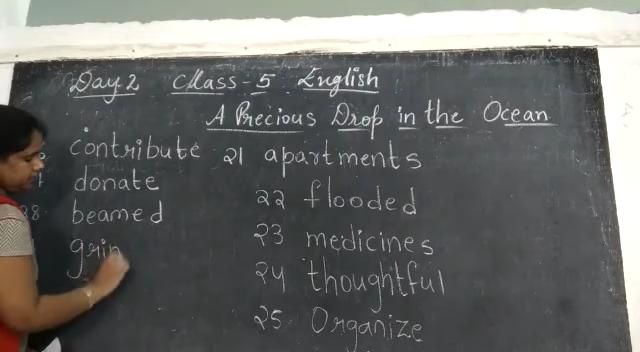 Day 2 Class - 5 English
A Precious Drop in the Ocean
contribute 21 apartments
donate
22 flooded
28 beamed
23 medicines
grin
24 thoughtful
25 Organize